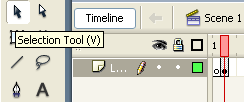 Timeline
Scene 1
Selection Tool (V)
1
L...
A